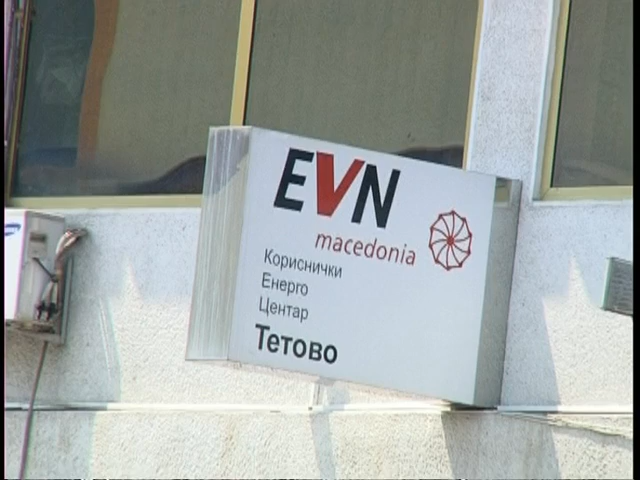 EVN
macedonia
Кориснички
Енерго
Центар
Тетово